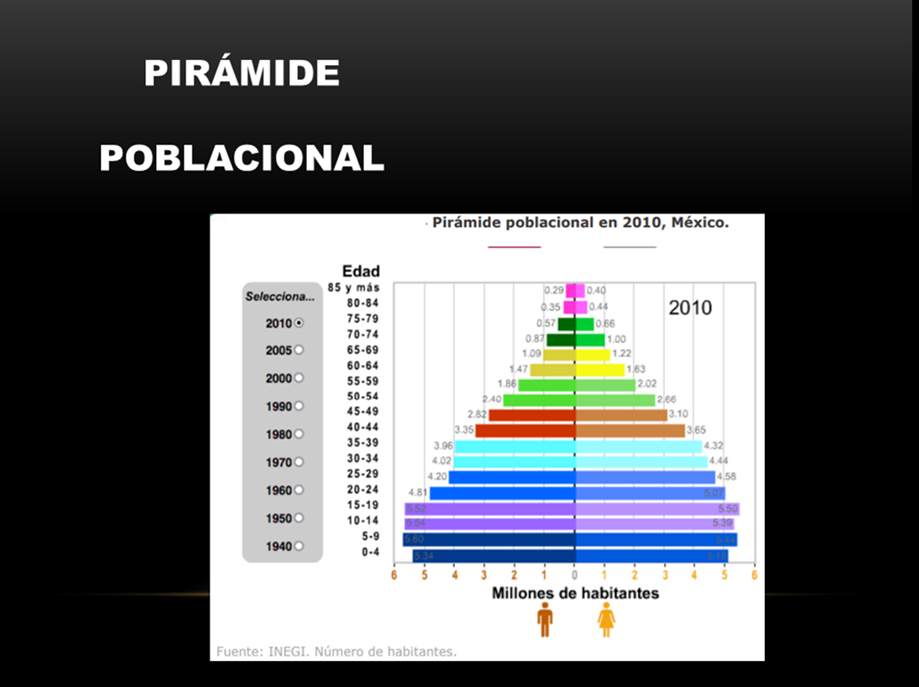 PIRÁMIDE
POBLACIONAL
Pirámide poblacional en 2010, México.
Edad
Selecciona...
2010
2005
2000
1990
1980
1970
1960
1950
1940
85 y más 0.29 0.40
80-84 0.35 0.44
75-79 0.57 0.66
70-74 0.87 1.00
65-69 1.09 1.22
60-64 1.47 1.63
55-59 1.86 2.02
50-54 2.40 2.66
45-49 2.82 3.10
40-44 3.35 3.65
35-39 3.96 4.32
30-34 4.02 4.44
25-29 4.20 4.58
20-24 4.81 5.07
15-19 5.52 5.50
10-14 5.54 5.39
5-9 5.60
0-4 5.34
2010
6 5 4 3 2 1 0 1 2 3 4 5 6
Millones de habitantes
Fuente: INEGI. Número de habitantes.